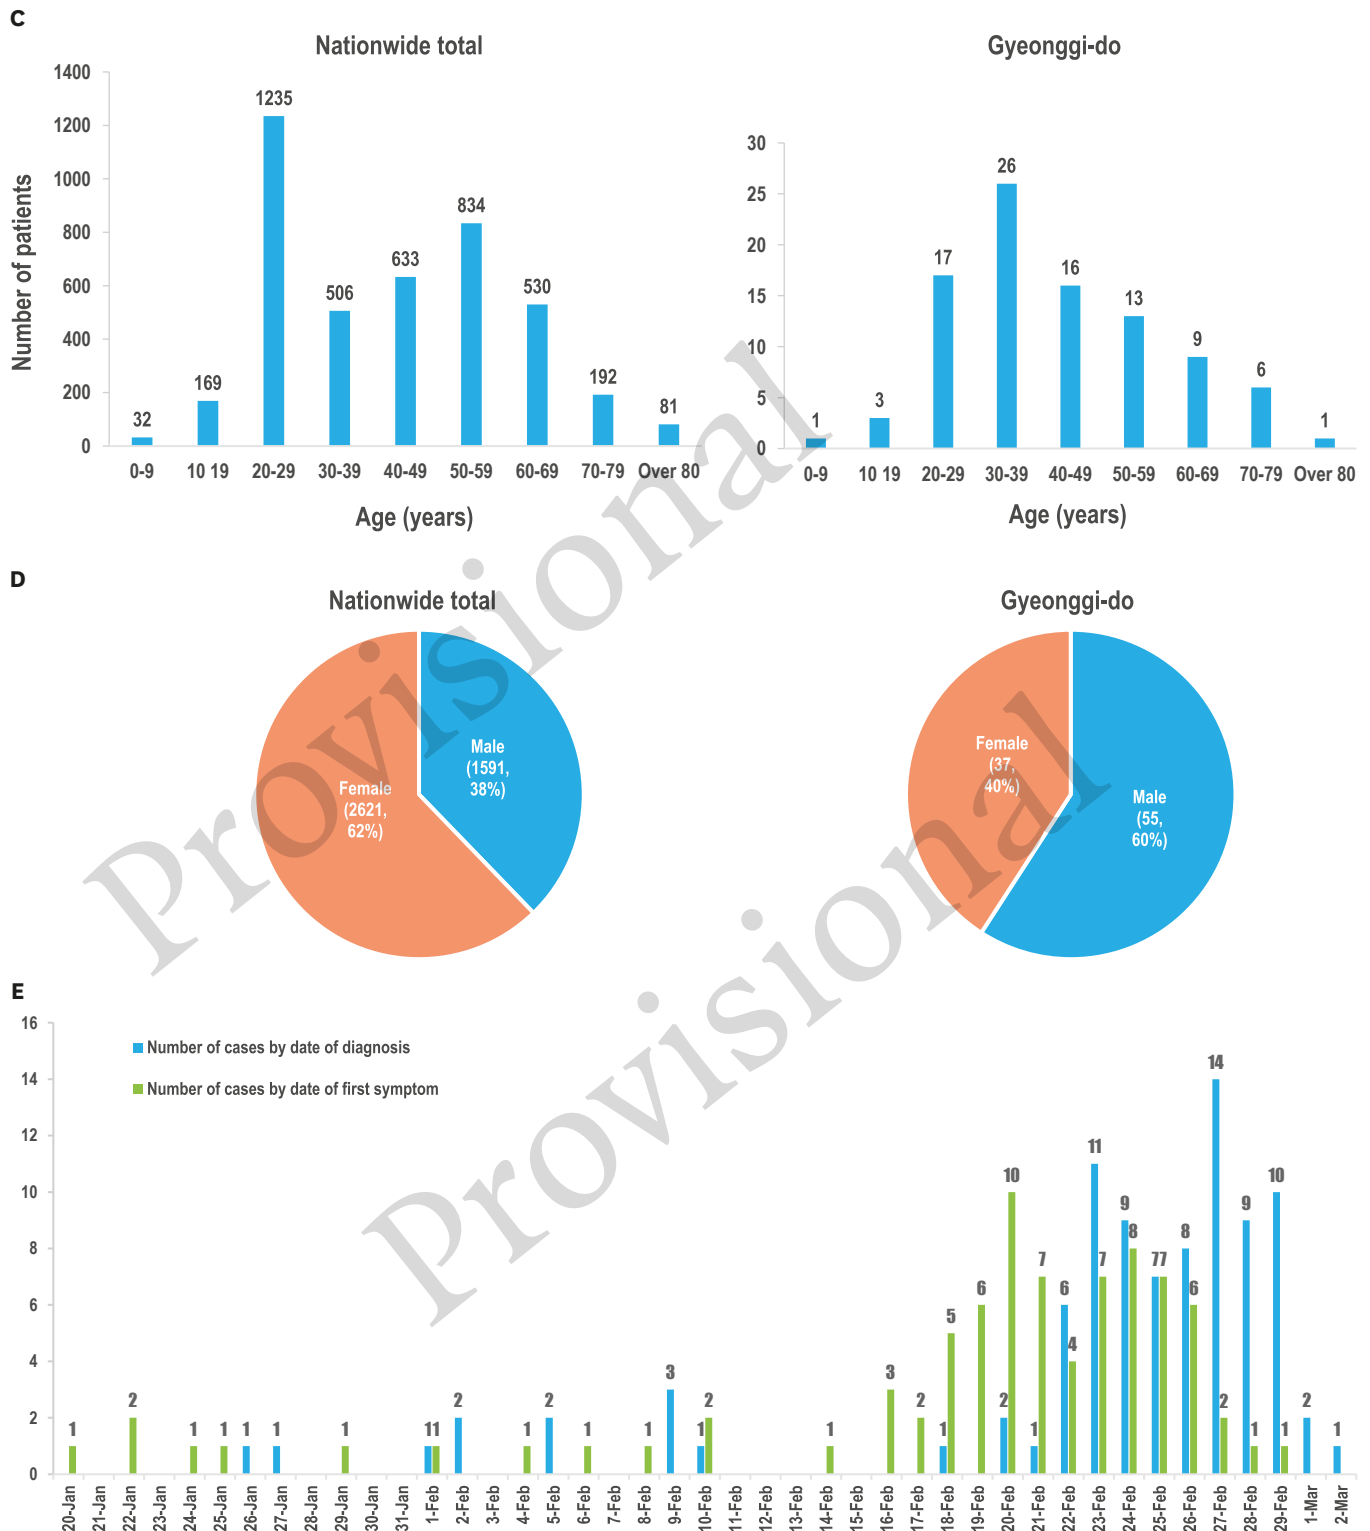 C
Nationwide total
Gyeonggi-do
Number of patients
1400
1200
1000
800
600
400
200
0
32
169
1235
506
633
834
530
192
81
0-9
10 19
20-29
30-39
40-49
50-59
60-69
70-79
Over 80
Age (years)
30
25
20
15
10
5
0
1
3
17
26
16
13
9
6
1
0-9
10 19
20-29
30-39
40-49
50-59
60-69
70-79
Over 80
Age (years)
D
Nationwide total
Gyeonggi-do
Male
(1591,
38%)
Female
(2621,
62%)
Female
(37,
40%)
Male
(55,
60%)
Provisional
E
16
14
12
10
8
6
4
2
0
Number of cases by date of diagnosis
Number of cases by date of first symptom
1
2
1
1
1
1
1
1
1
2
1
2
1
1
3
1
2
1
3
2
1
5
6
2
10
1
7
6
4
11
7
9
8
7
7
8
6
14
2
9
1
10
1
2
1
20-Jan
21-Jan
22-Jan
23-Jan
24-Jan
25-Jan
26-Jan
27-Jan
28-Jan
29-Jan
30-Jan
31-Jan
1-Feb
2-Feb
3-Feb
4-Feb
5-Feb
6-Feb
7-Feb
8-Feb
9-Feb
10-Feb
11-Feb
12-Feb
13-Feb
14-Feb
15-Feb
16-Feb
17-Feb
18-Feb
19-Feb
20-Feb
21-Feb
22-Feb
23-Feb
24-Feb
25-Feb
26-Feb
27-Feb
28-Feb
29-Feb
1-Mar
2-Mar
Provisional